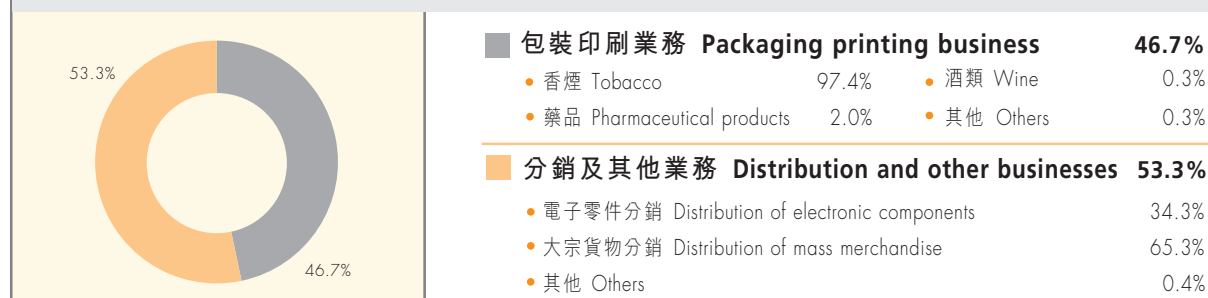 53.3%
46.7%
包裝印刷業務 Packaging printing business 46.7%
• 香煙 Tobacco 97.4% • 酒類 Wine 0.3%
• 藥品 Pharmaceutical products 2.0% • 其他 Others 0.3%
分銷及其他業務 Distribution and other businesses 53.3%
• 電子零件分銷 Distribution of electronic components 34.3%
• 大宗貨物分銷 Distribution of mass merchandise 65.3%
• 其他 Others 0.4%